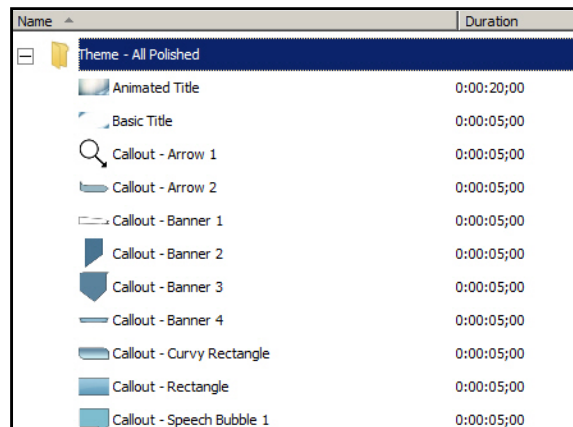 Name Duration
Theme - All Polished
Animated Title 0:00:20;00
Basic Title 0:00:05;00
Callout - Arrow 1 0:00:05;00
Callout - Arrow 2 0:00:05;00
Callout - Banner 1 0:00:05;00
Callout - Banner 2 0:00:05;00
Callout - Banner 3 0:00:05;00
Callout - Banner 4 0:00:05;00
Callout - Curvy Rectangle 0:00:05;00
Callout - Rectangle 0:00:05;00
Callout - Speech Bubble 1 0:00:05;00